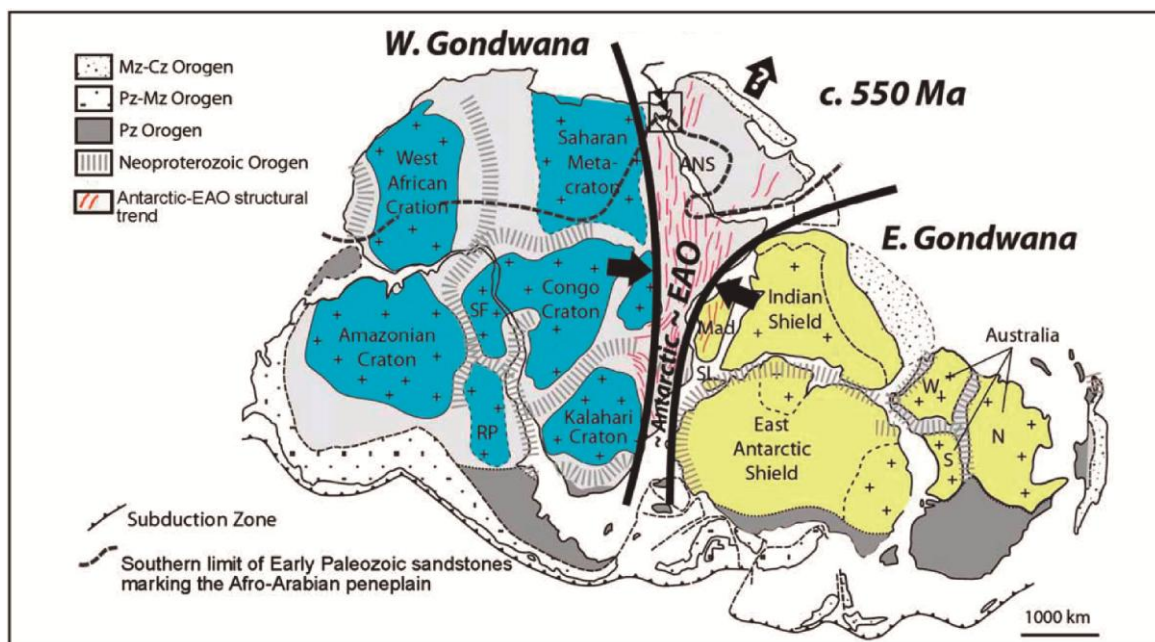 W. Gondwana
c. 550 Ma
E. Gondwana
Mz-Cz Orogen
Pz-Mz Orogen
Pz Orogen
Neoproterozoic Orogen
Antarctic-EAO structural
trend
?
West
African
Cration
Saharan
Meta-
craton
ANS
Amazonian
Craton
SF
Congo
Craton
RP
Kalahari
Craton
~ Antarctic ~ EAO
Mad
SL
Indian
Shield
East
Antarctic
Shield
Australia
W
N
S
Subduction Zone
Southern limit of Early Paleozoic sandstones
marking the Afro-Arabian peneplain
1000 km